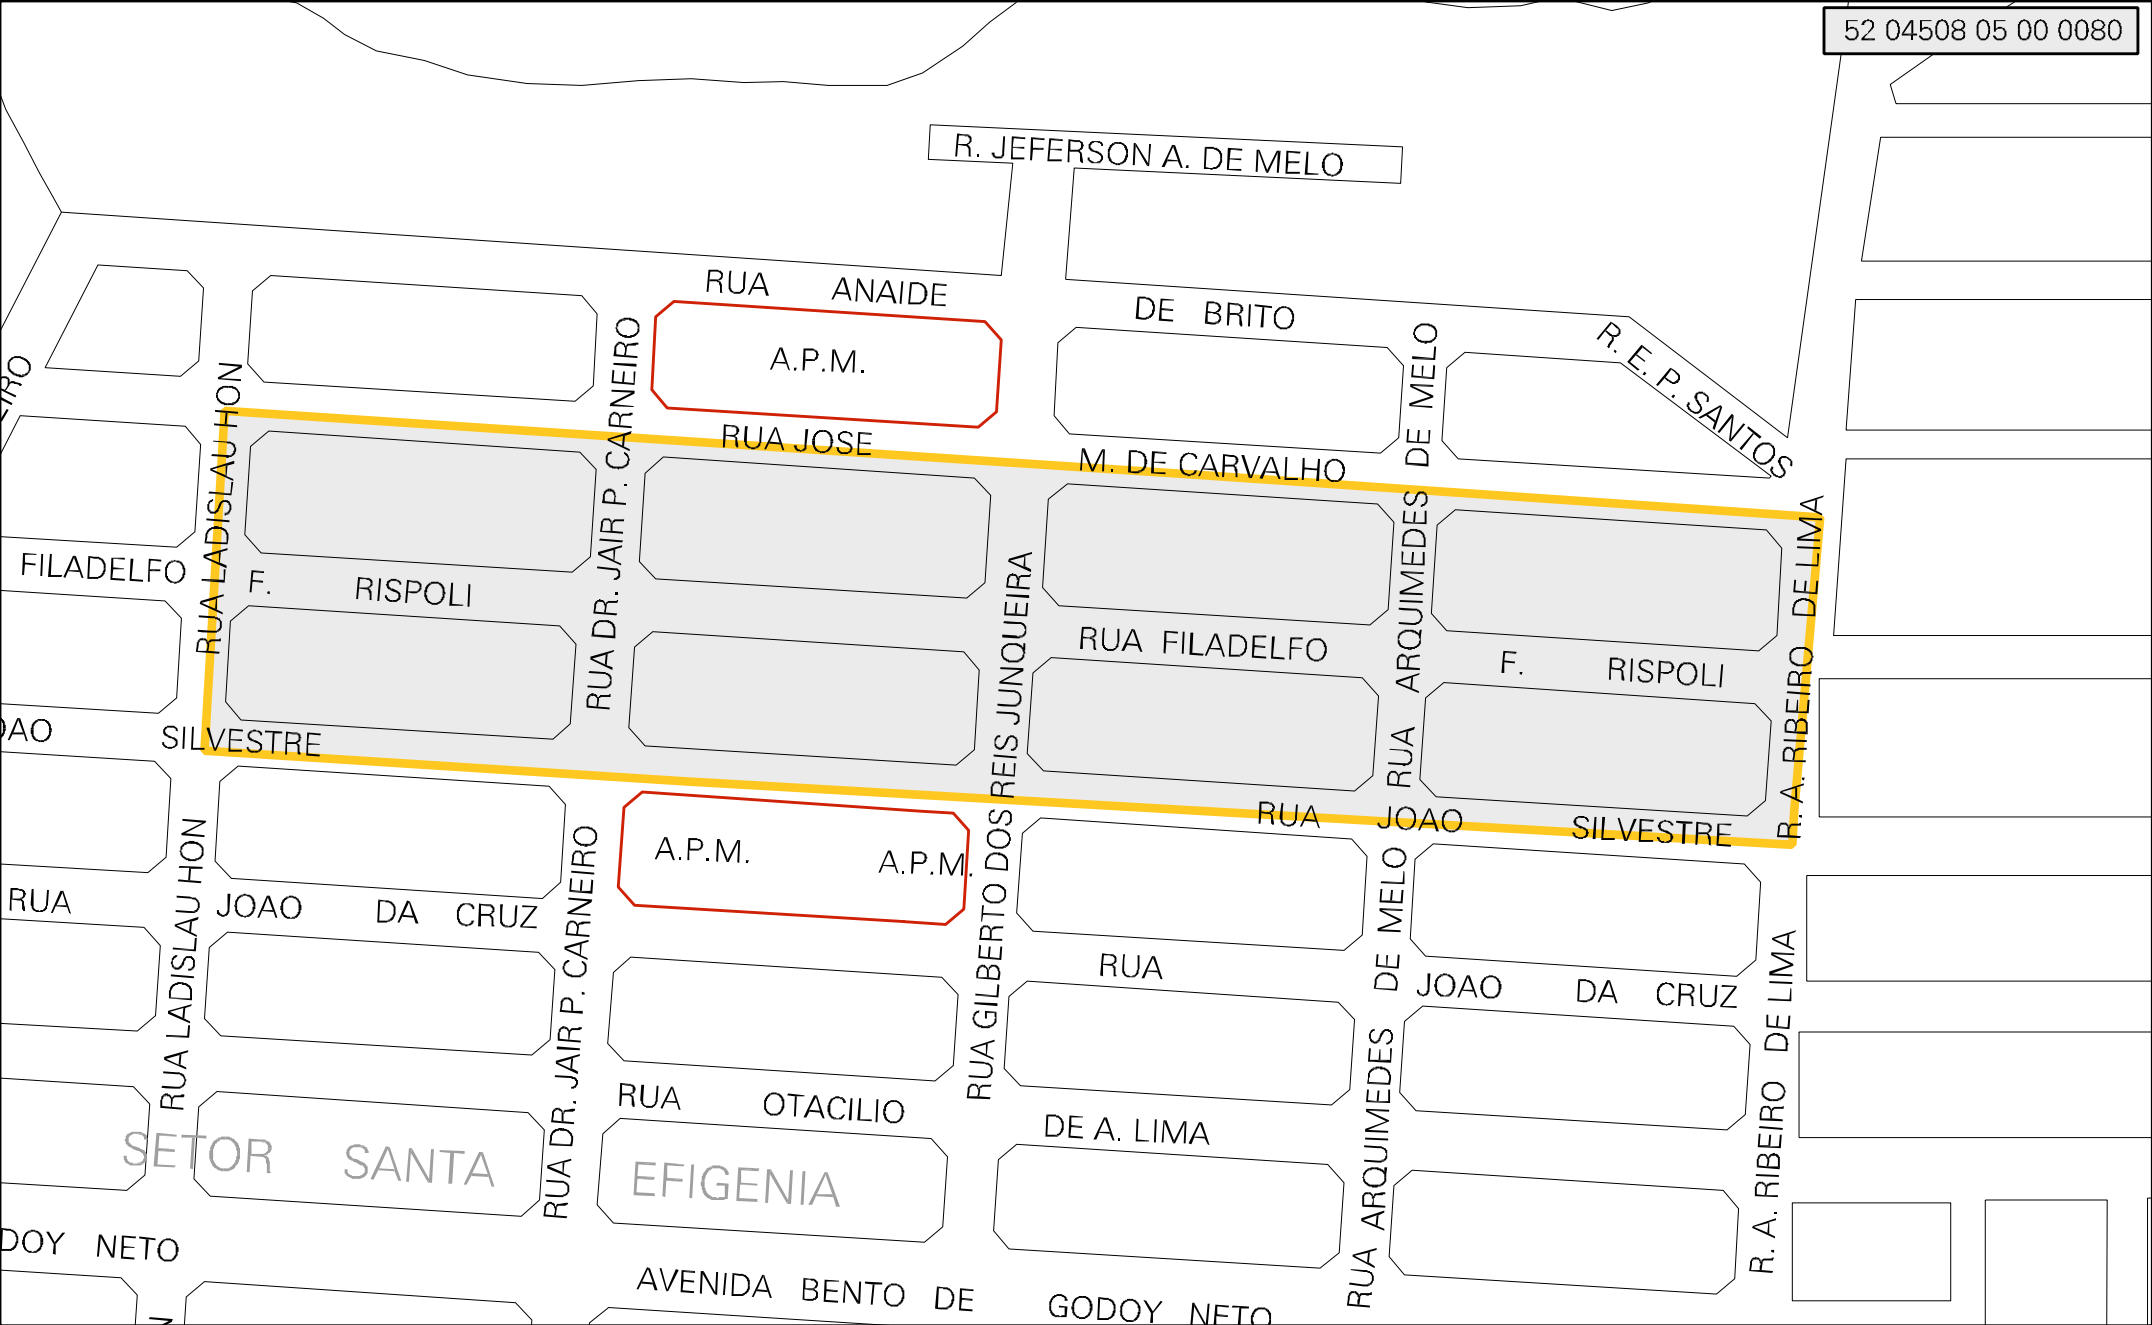 52 04508 05 00 0080
R. JEFERSON A. DE MELO
RUA ANAIDE DE BRITO
R. E. P. SANTOS
A.P.M.
RUA JOSE M. DE CARVALHO
RUA LADISLAU HON
RUA DR. JAIR P. CARNEIRO
RUA GILBERTO DOS REIS JUNQUEIRA
RUA ARQUIMEDES DE MELO
R. A. RIBEIRO DE LIMA
FILADELFO F. RISPOLI
RUA FILADELFO F. RISPOLI
SILVESTRE
RUA JOAO SILVESTRE
A.P.M. A.P.M.
RUA JOAO DA CRUZ
RUA JOAO DA CRUZ
RUA LADISLAU HON
RUA DR. JAIR P. CARNEIRO
RUA ARQUIMEDES DE MELO
R. A. RIBEIRO DE LIMA
RUA OTACILIO DE A. LIMA
SETOR SANTA EFIGENIA
DOY NETO
AVENIDA BENTO DE GODOY NETO